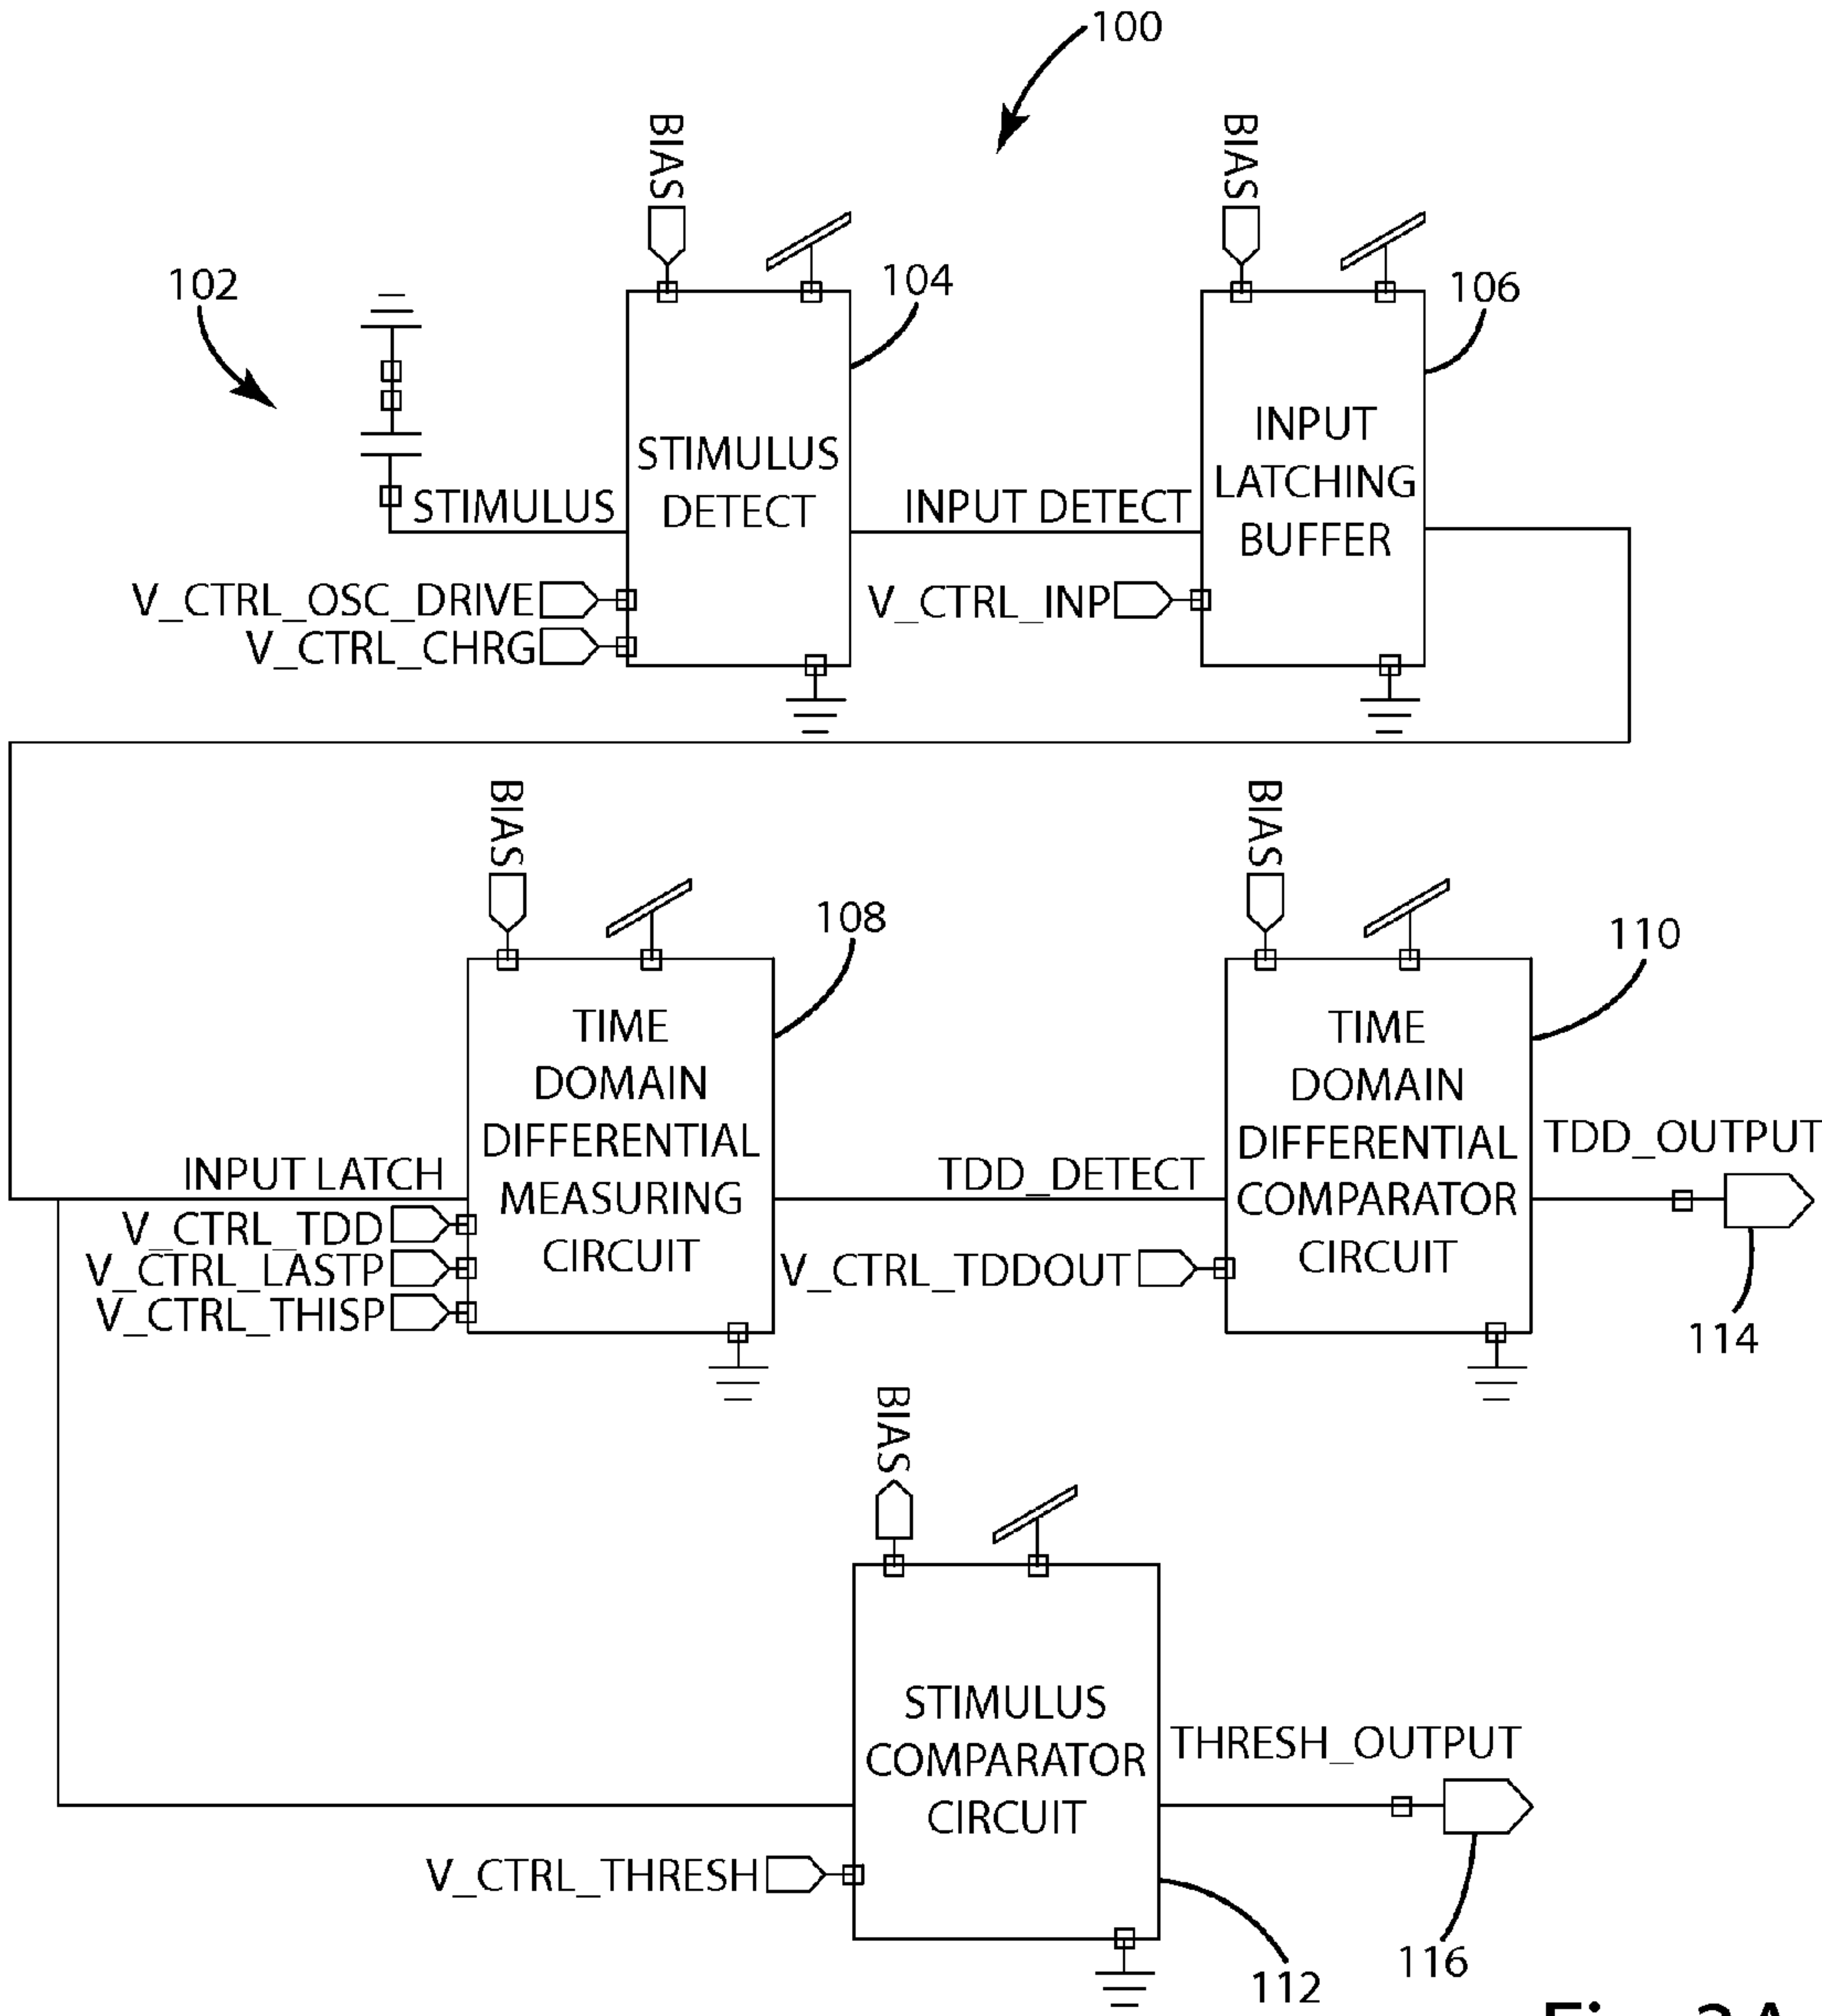 100
BIAS
BIAS
102
104
106
STIMULUS
DETECT
INPUT
LATCHING
BUFFER
STIMULUS
INPUT DETECT
V_CTRL_OSC_DRIVE
V_CTRL_CHRG
V_CTRL_INP
BIAS
BIAS
108
110
TIME
DOMAIN
DIFFERENTIAL
MEASURING
CIRCUIT
TIME
DOMAIN
DIFFERENTIAL
COMPARATOR
CIRCUIT
INPUT LATCH
V_CTRL_TDD
V_CTRL_LASTP
V_CTRL_THISP
TDD_DETECT
V_CTRL_TDDOUT
TDD_OUTPUT
114
BIAS
STIMULUS
COMPARATOR
CIRCUIT
THRESH_OUTPUT
V_CTRL_THRESH
116
112